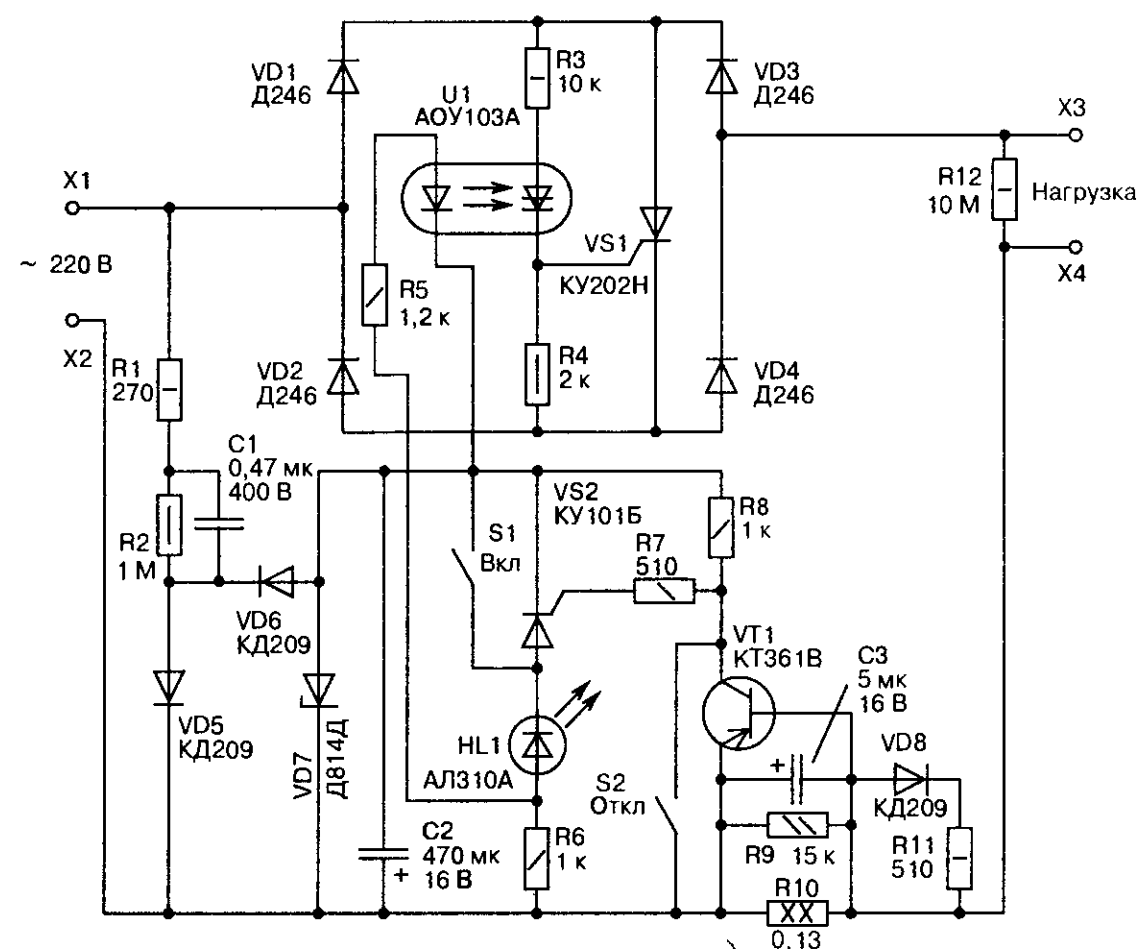 VD1
Д246
R3
10 к
U1
АОУ103А
VD3
Д246
X3
X1
R12
10 М
Нагрузка
VS1
КУ202Н
X4
~ 220 В
R5
1,2 к
X2
R1
270
VD2
Д246
R4
2 к
VD4
Д246
C1
0,47 мк
400 В
VS2
КУ101Б
R8
1 к
S1
Вкл
R7
510
R2
1 М
VD6
КД209
VT1
КТ361В
C3
5 мк
16 В
VD5
КД209
VD7
Д814Д
HL1
АЛ310А
+
VD8
КД209
S2
Откл
C2
470 мк
16 В
+
R6
1 к
R9
15 к
R11
510
R10
0,13